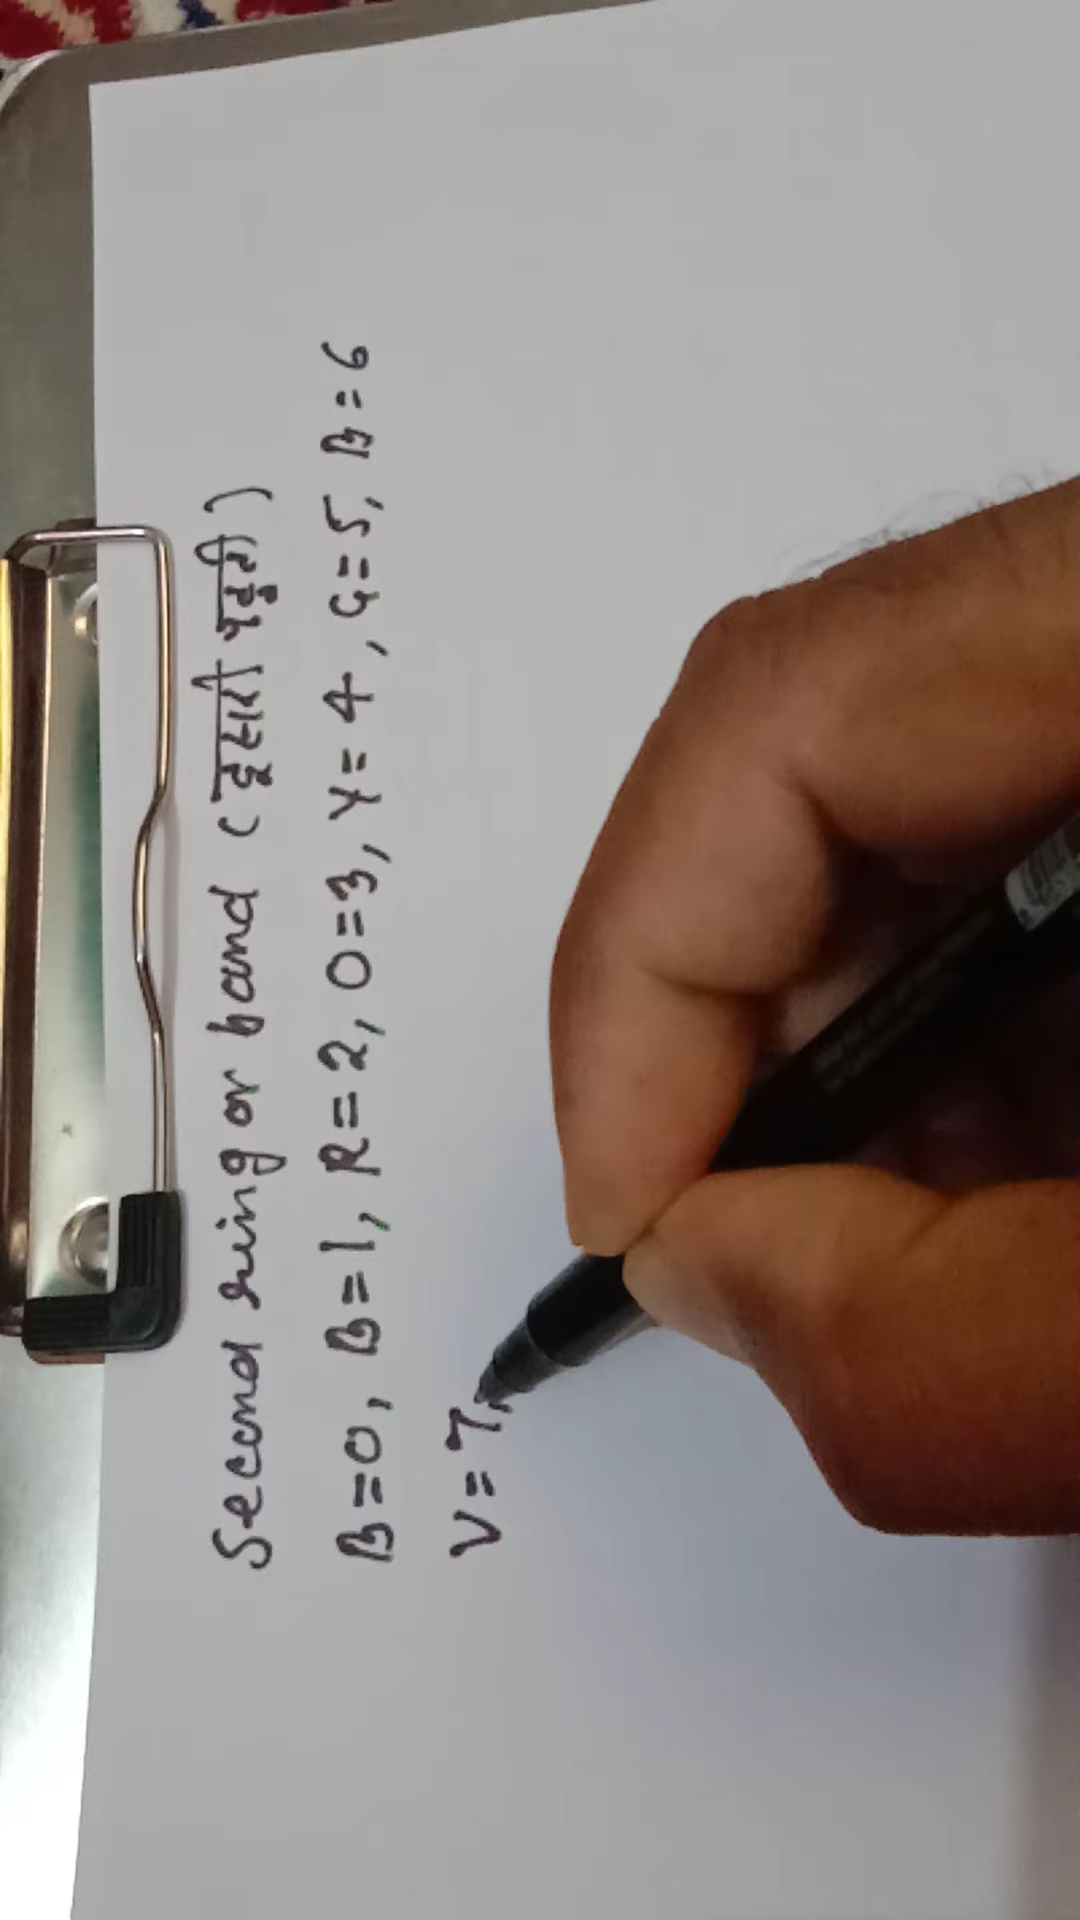 Second ring or band (दूसरी पट्टी)
B=0, B=1, R=2, O=3, Y=4, G=5, B=6
V=7,